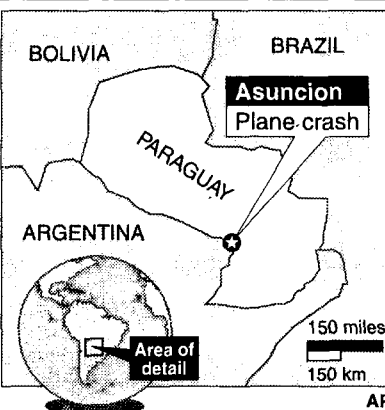 BOLIVIA
BRAZIL
Asuncion
Plane crash
PARAGUAY
ARGENTINA
Area of
detail
150 miles
150 km
AP